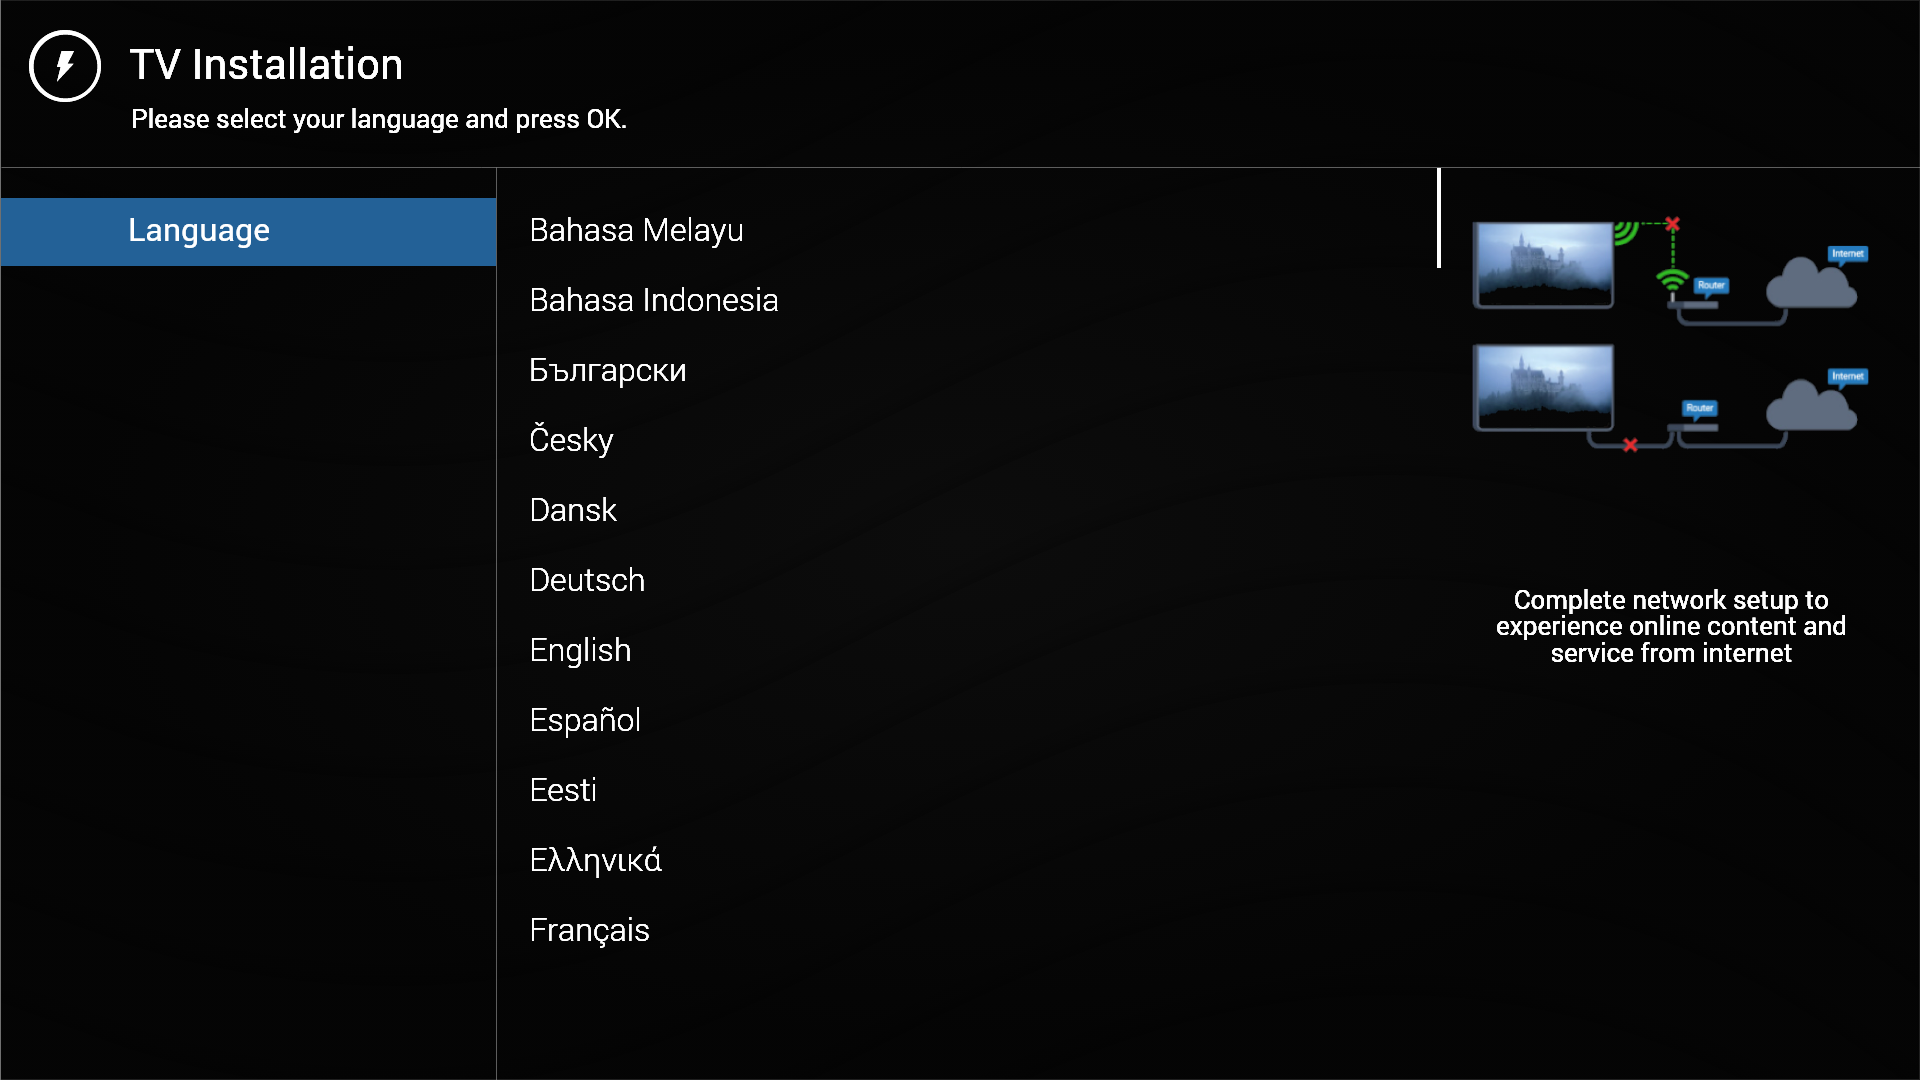 TV Installation
Please select your language and press OK.
Language
Bahasa Melayu
Bahasa Indonesia
Български
Česky
Dansk
Deutsch
English
Español
Eesti
Ελληνικά
Français
Internet
Router
Internet
Router
Complete network setup to
experience online content and
service from internet